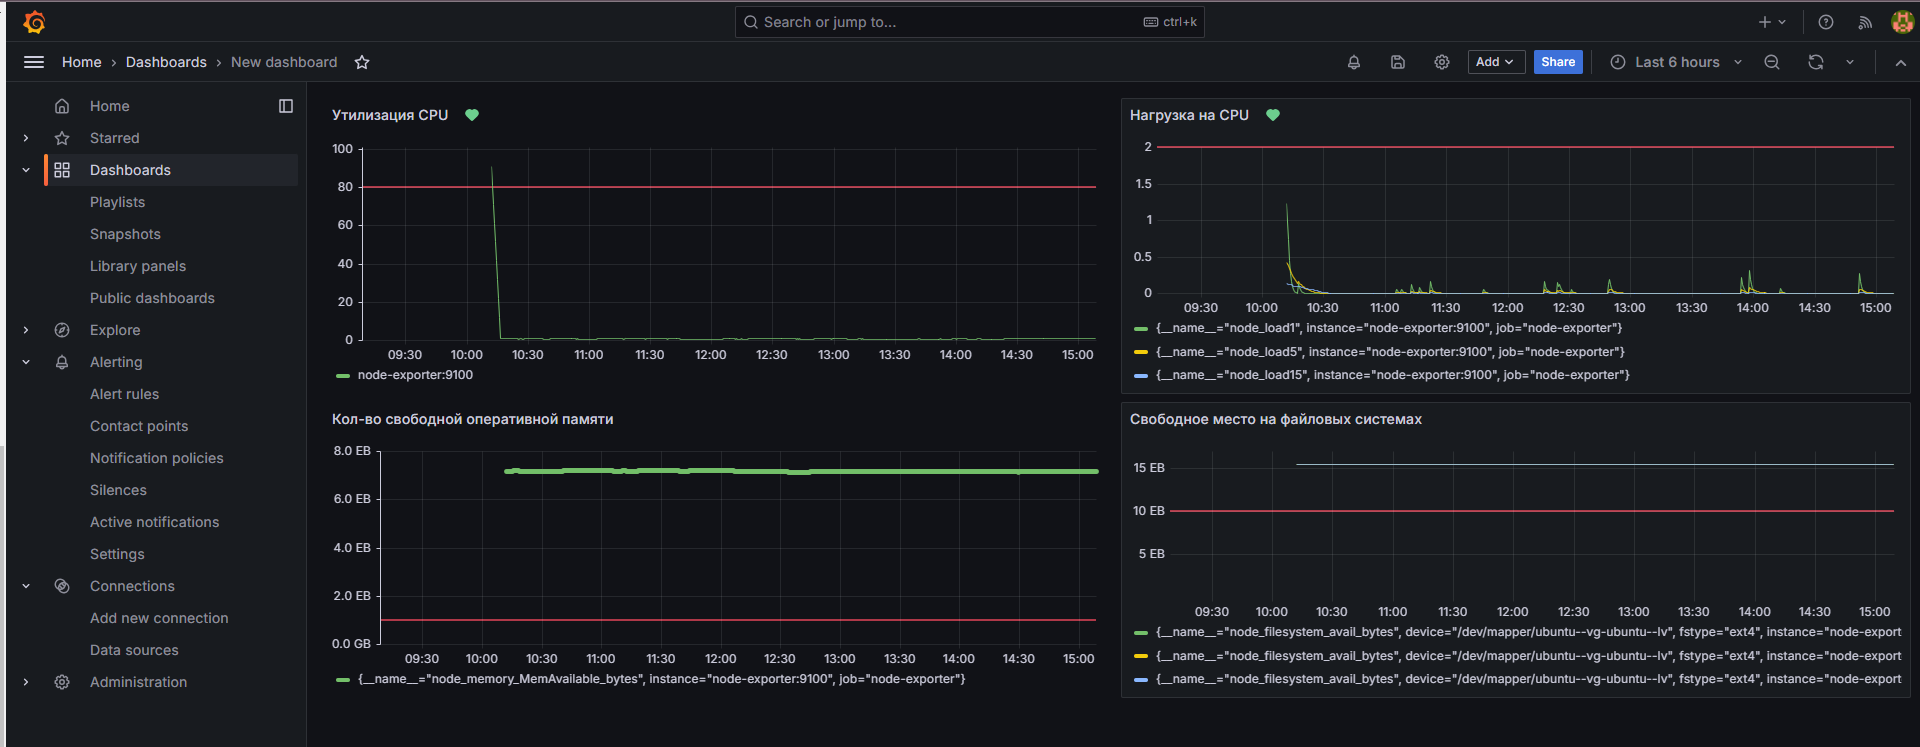 Search or jump to... ctrl+k
Home › Dashboards › New dashboard
Add Share Last 6 hours
Home
Starred
Dashboards
Playlists
Snapshots
Library panels
Public dashboards
Explore
Alerting
Alert rules
Contact points
Notification policies
Silences
Active notifications
Settings
Connections
Add new connection
Data sources
Administration
Утилизация CPU
100
80
60
40
20
0
09:30 10:00 10:30 11:00 11:30 12:00 12:30 13:00 13:30 14:00 14:30 15:00
node-exporter:9100
Нагрузка на CPU
2
1.5
1
0.5
0
09:30 10:00 10:30 11:00 11:30 12:00 12:30 13:00 13:30 14:00 14:30 15:00
{__name__="node_load1", instance="node-exporter:9100", job="node-exporter"}
{__name__="node_load5", instance="node-exporter:9100", job="node-exporter"}
{__name__="node_load15", instance="node-exporter:9100", job="node-exporter"}
Кол-во свободной оперативной памяти
8.0 EB
6.0 EB
4.0 EB
2.0 EB
0.0 GB
09:30 10:00 10:30 11:00 11:30 12:00 12:30 13:00 13:30 14:00 14:30 15:00
{__name__="node_memory_MemAvailable_bytes", instance="node-exporter:9100", job="node-exporter"}
Свободное место на файловых системах
15 EB
10 EB
5 EB
09:30 10:00 10:30 11:00 11:30 12:00 12:30 13:00 13:30 14:00 14:30 15:00
{__name__="node_filesystem_avail_bytes", device="/dev/mapper/ubuntu--vg-ubuntu--lv", fstype="ext4", instance="node-export
{__name__="node_filesystem_avail_bytes", device="/dev/mapper/ubuntu--vg-ubuntu--lv", fstype="ext4", instance="node-export
{__name__="node_filesystem_avail_bytes", device="/dev/mapper/ubuntu--vg-ubuntu--lv", fstype="ext4", instance="node-export